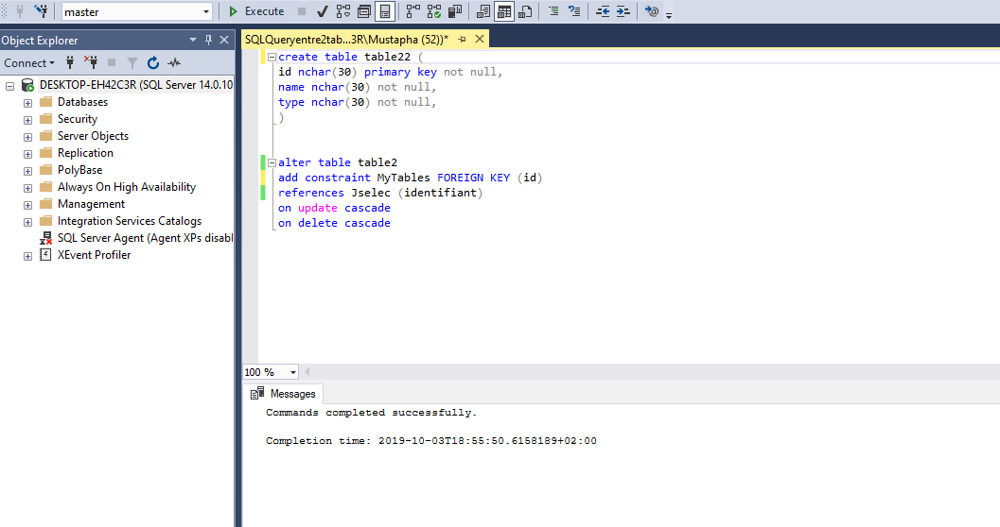 master
Execute
Object Explorer
Connect
DESKTOP-EH42C3R (SQL Server 14.0.10
Databases
Security
Server Objects
Replication
PolyBase
Always On High Availability
Management
Integration Services Catalogs
SQL Server Agent (Agent XPs disabl
XEvent Profiler
SQLQueryentre2tab...3R\Mustapha (52))*
create table table22 (
id nchar(30) primary key not null,
name nchar(30) not null,
type nchar(30) not null,
)
alter table table2
add constraint MyTables FOREIGN KEY (id)
references Jselec (identifiant)
on update cascade
on delete cascade
100 %
Messages
Commands completed successfully.
Completion time: 2019-10-03T18:55:50.6158189+02:00